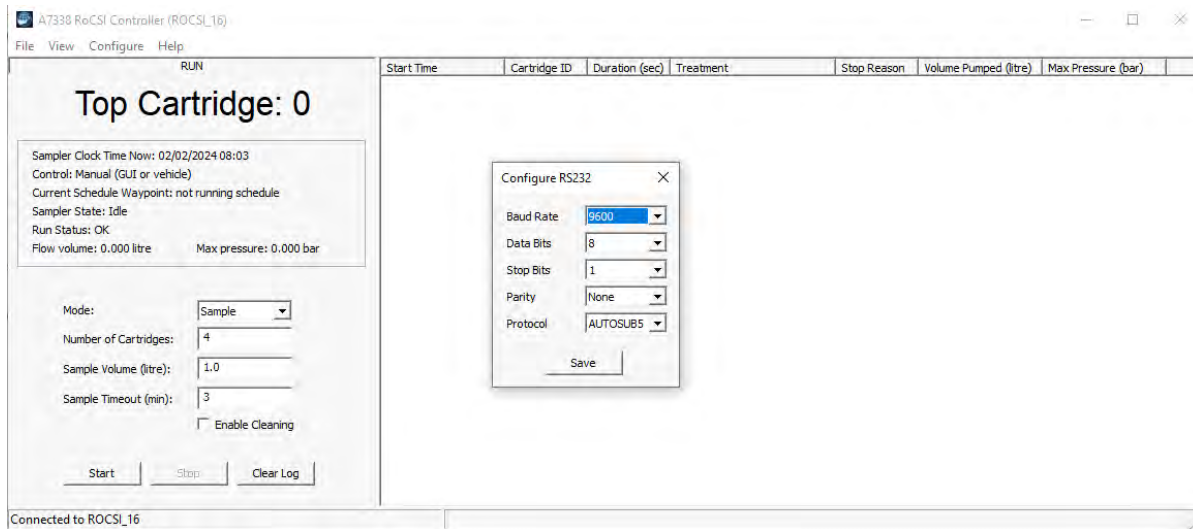 A7338 RoCSI Controller (ROCSI_16)
File View Configure Help
RUN
Top Cartridge: 0
Sampler Clock Time Now: 02/02/2024 08:03
Control: Manual (GUI or vehicle)
Current Schedule Waypoint: not running schedule
Sampler State: Idle
Run Status: OK
Flow volume: 0.000 litre Max pressure: 0.000 bar
Mode: Sample
Number of Cartridges: 4
Sample Volume (litre): 1.0
Sample Timeout (min): 3
Enable Cleaning
Start Stop Clear Log
Start Time Cartridge ID Duration (sec) Treatment Stop Reason Volume Pumped (litre) Max Pressure (bar)
Configure RS232
Baud Rate 9600
Data Bits 8
Stop Bits 1
Parity None
Protocol AUTOSUB5
Save
Connected to ROCSI_16